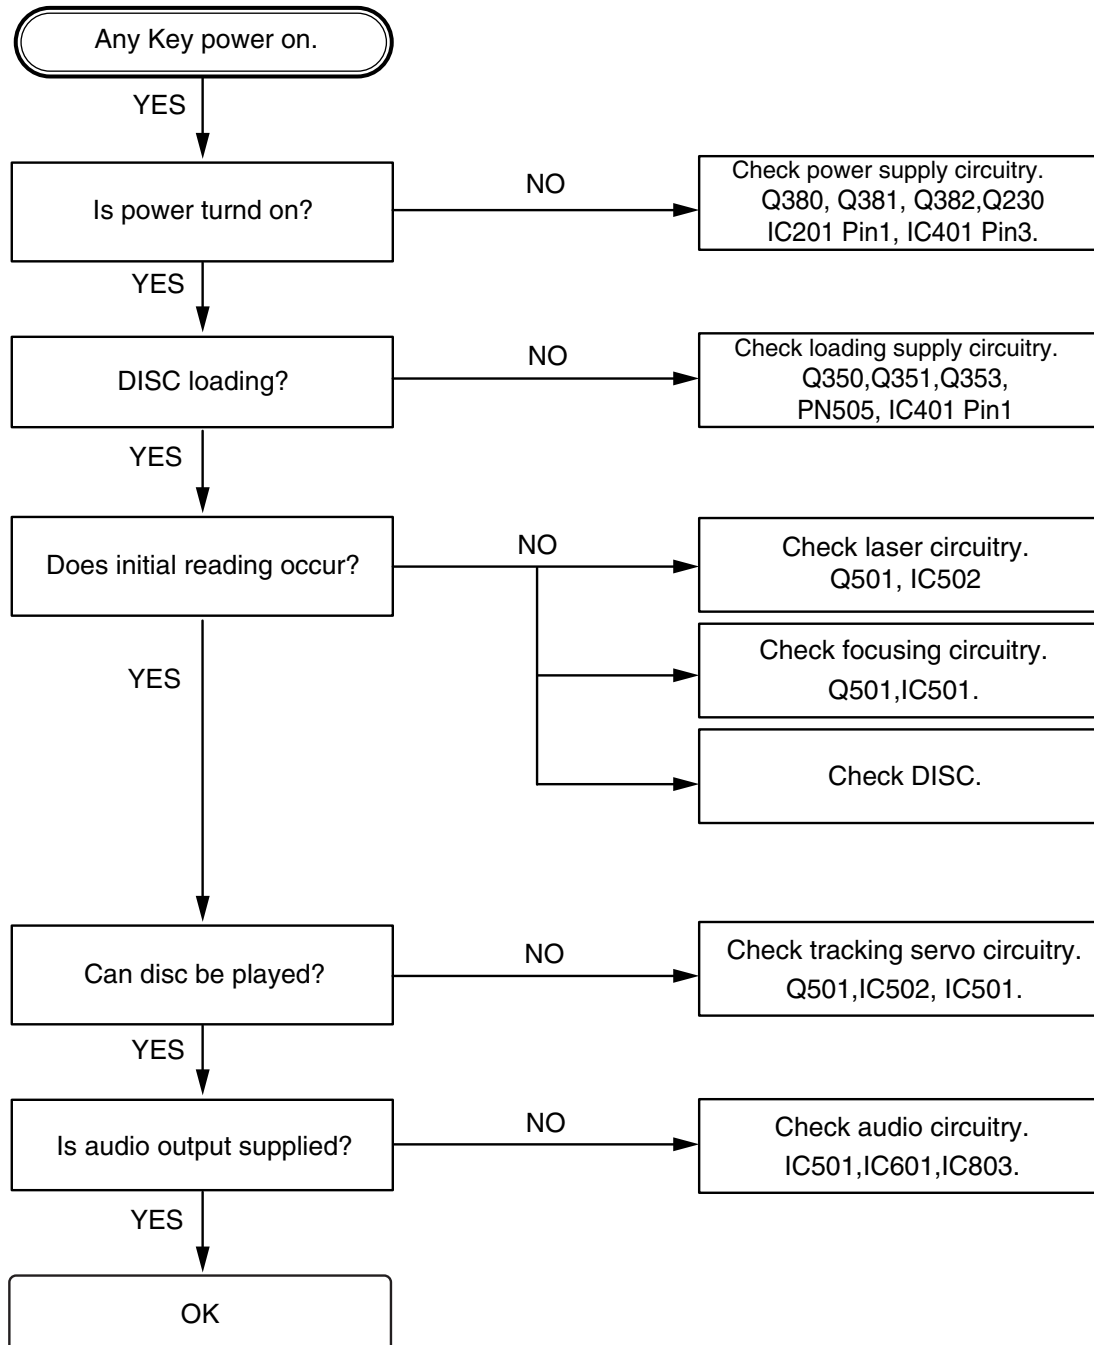 Any Key power on.
YES
Is power turnd on?
NO
Check power supply circuitry.
Q380, Q381, Q382,Q230
IC201 Pin1, IC401 Pin3.
YES
DISC loading?
NO
Check loading supply circuitry.
Q350,Q351,Q353,
PN505, IC401 Pin1
YES
Does initial reading occur?
NO
Check laser circuitry.
Q501, IC502
Check focusing circuitry.
Q501,IC501.
Check DISC.
YES
Can disc be played?
NO
Check tracking servo circuitry.
Q501,IC502, IC501.
YES
Is audio output supplied?
NO
Check audio circuitry.
IC501,IC601,IC803.
YES
OK